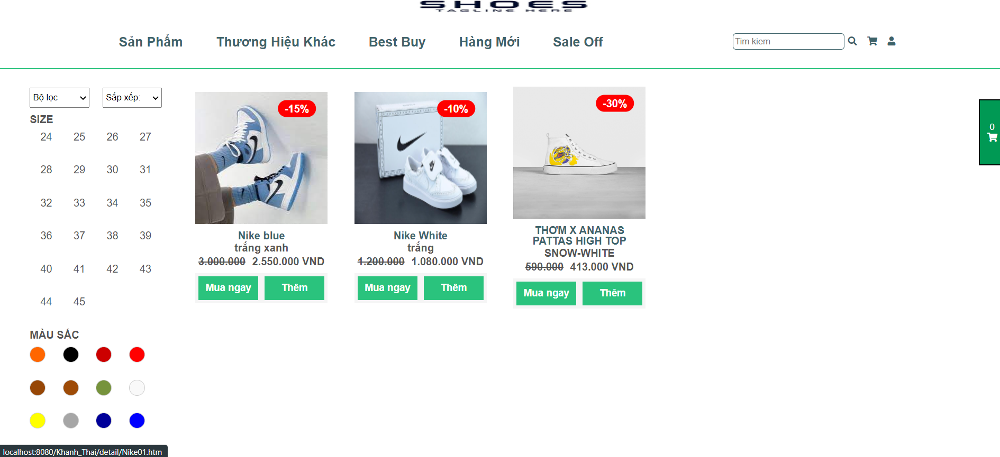 SHOES
TAGLINE HERE
Sản Phẩm
Thương Hiệu Khác
Best Buy
Hàng Mới
Sale Off
Tim kiem
Bộ lọc
Sắp xếp:
SIZE
24 25 26 27
28 29 30 31
32 33 34 35
36 37 38 39
40 41 42 43
44 45
MÀU SẮC
-15%
Nike blue
trắng xanh
3.000.000 2.550.000 VND
Mua ngay
Thêm
-10%
Nike White
trắng
1.200.000 1.080.000 VND
Mua ngay
Thêm
-30%
THƠM X ANANAS
PATTAS HIGH TOP
SNOW-WHITE
590.000 413.000 VND
Mua ngay
Thêm
0
localhost:8080/Khanh_Thai/detail/Nike01.htm